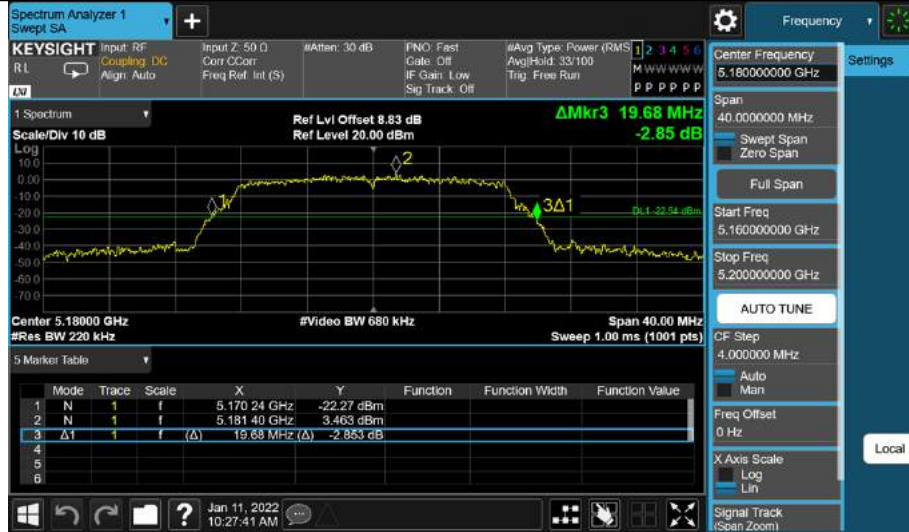 Spectrum Analyzer 1
Swept SA
Frequency
KEYSIGHT
RL
LXI
Input: RF
Coupling: DC
Align: Auto
Input Z: 50 Ω
Corr CCorr
Freq Ref: Int (S)
#Atten: 30 dB
PNO: Fast
Gate: Off
IF Gain: Low
Sig Track: Off
#Avg Type: Power (RMS
Avg|Hold: 33/100
Trig: Free Run
1 2 3 4 5 6
M W W W W W
P P P P P P
1 Spectrum
Scale/Div 10 dB
Log
Ref Lvl Offset 8.83 dB
Ref Level 20.00 dBm
ΔMkr3 19.68 MHz
-2.85 dB
10.0
0.00
-10.0
-20.0
-30.0
-40.0
-50.0
-60.0
-70.0
1
2
3Δ1
DL1 -22.54 dBm
Center 5.18000 GHz
#Res BW 220 kHz
#Video BW 680 kHz
Span 40.00 MHz
Sweep 1.00 ms (1001 pts)
5 Marker Table
Mode Trace Scale X Y Function Function Width Function Value
1 N 1 f 5.170 24 GHz -22.27 dBm
2 N 1 f 5.181 40 GHz 3.463 dBm
3 Δ1 1 f (Δ) 19.68 MHz (Δ) -2.853 dB
4
5
6
Jan 11, 2022
10:27:41 AM
?
Center Frequency
5.180000000 GHz
Settings
Span
40.0000000 MHz
Swept Span
Zero Span
Full Span
Start Freq
5.160000000 GHz
Stop Freq
5.200000000 GHz
AUTO TUNE
CF Step
4.000000 MHz
Auto
Man
Freq Offset
0 Hz
Local
X Axis Scale
Log
Lin
Signal Track
(Span Zoom)